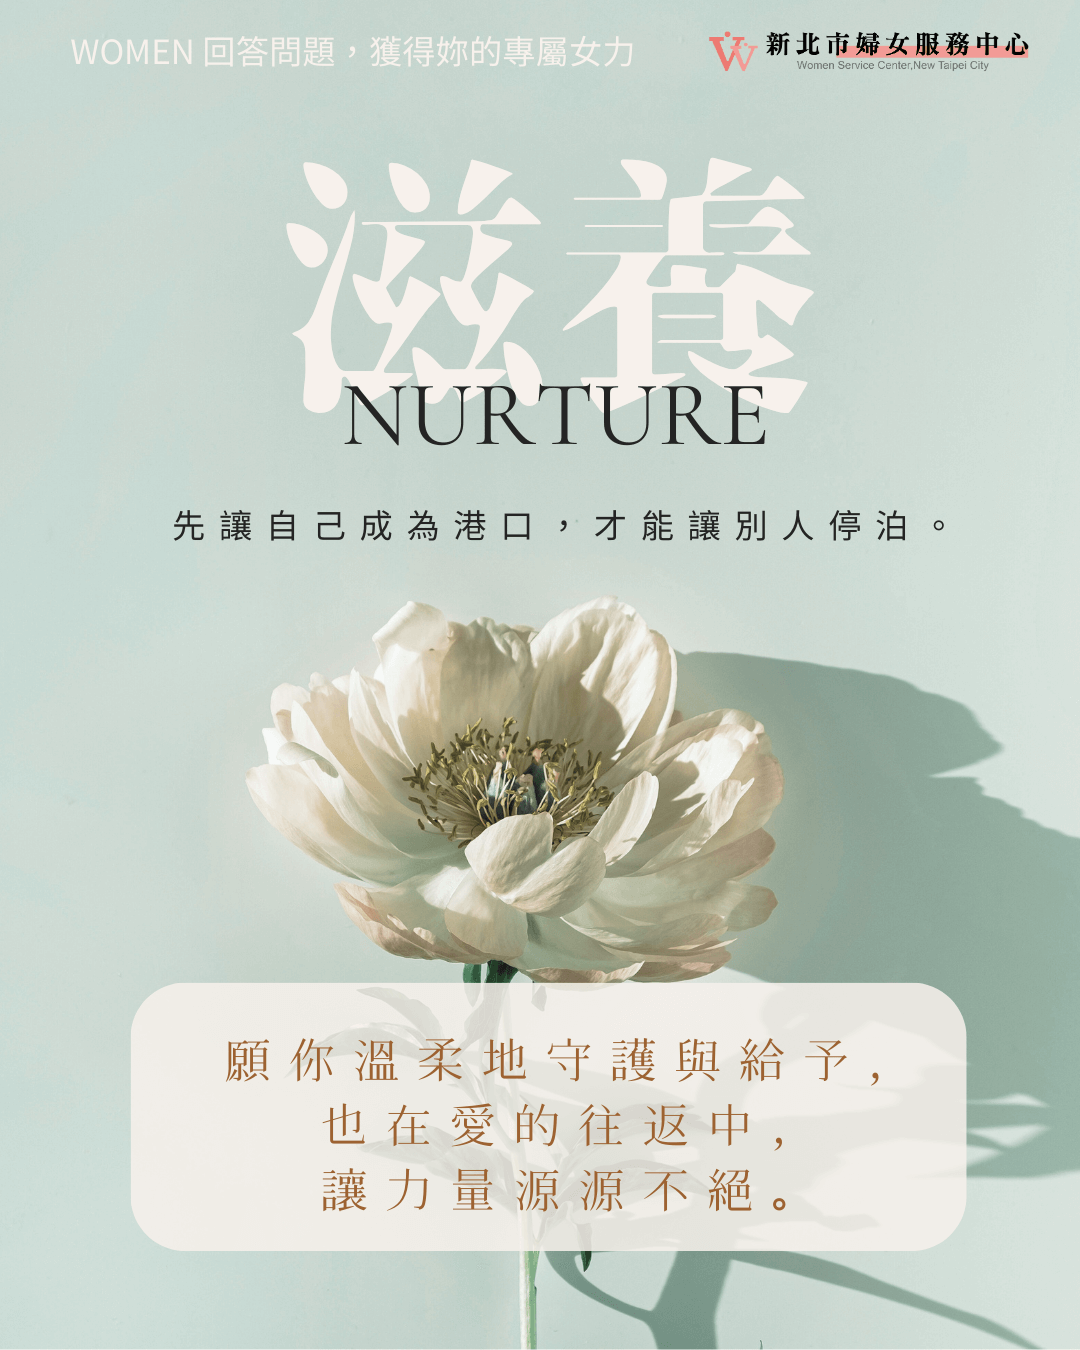 WOMEN 回答問題，獲得妳的專屬女力
新北市婦女服務中心
Women Service Center,New Taipei City
滋養
NURTURE
先讓自己成為港口，才能讓別人停泊。
願你溫柔地守護與給予,
也在愛的往返中,
讓力量源源不絕。